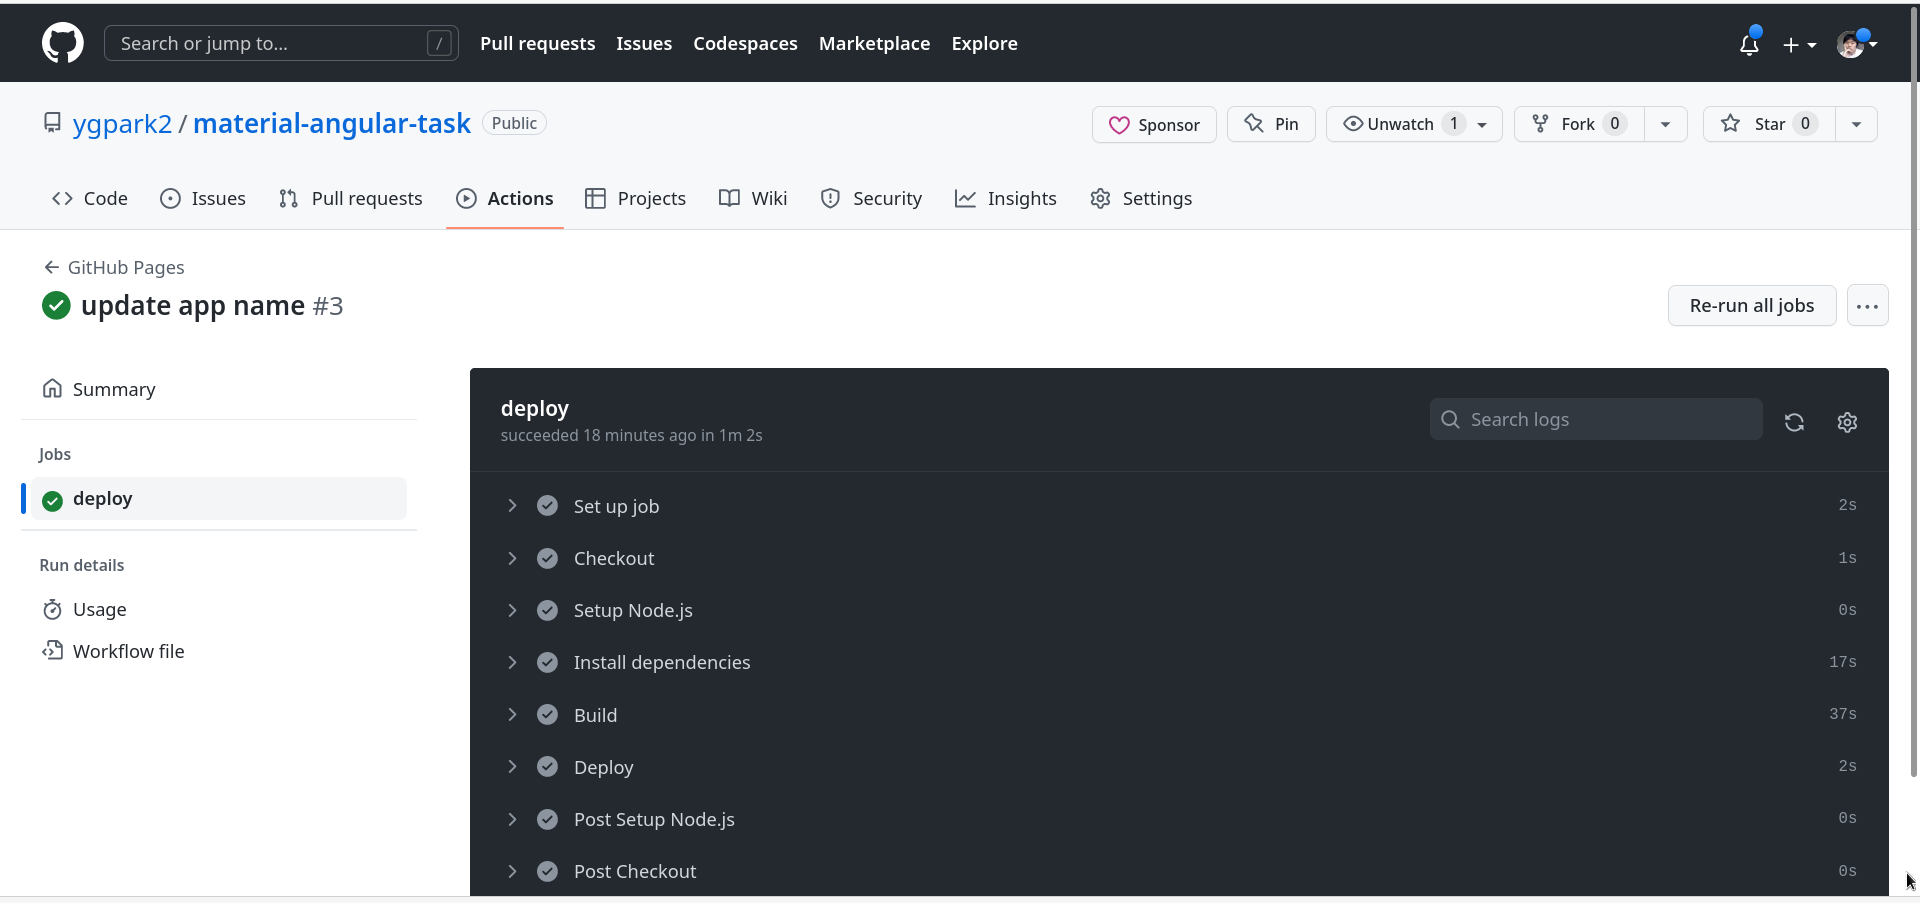 Search or jump to... / Pull requests Issues Codespaces Marketplace Explore
ygpark2 / material-angular-task Public Sponsor Pin Unwatch 1 Fork 0 Star 0
Code Issues Pull requests Actions Projects Wiki Security Insights Settings
GitHub Pages
update app name #3 Re-run all jobs ...
Summary
Jobs
deploy
Run details
Usage
Workflow file
deploy
succeeded 18 minutes ago in 1m 2s
Search logs
Set up job 2s
Checkout 1s
Setup Node.js 0s
Install dependencies 17s
Build 37s
Deploy 2s
Post Setup Node.js 0s
Post Checkout 0s